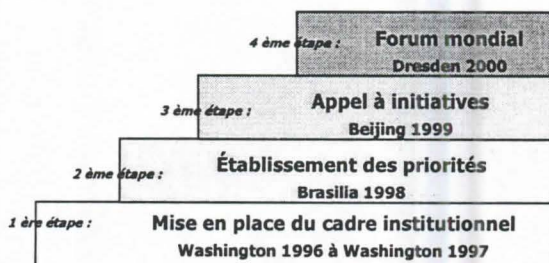 4 ème étape : Forum mondial
Dresden 2000
3 ème étape : Appel à initiatives
Beijing 1999
2 ème étape : Établissement des priorités
Brasilia 1998
1 ère étape : Mise en place du cadre institutionnel
Washington 1996 à Washington 1997